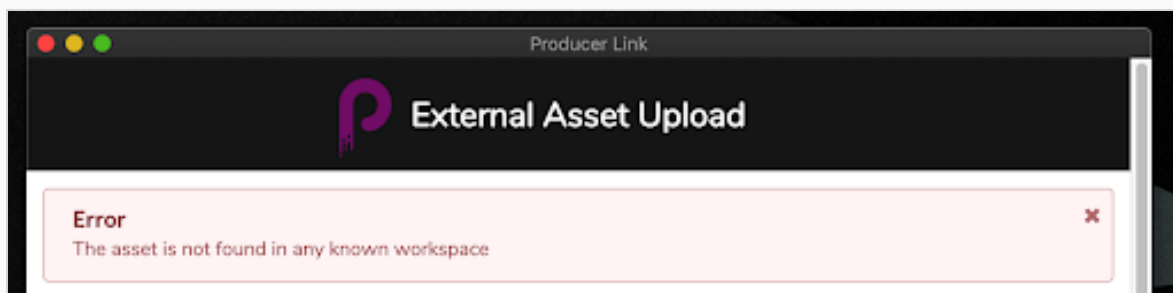 Producer Link
External Asset Upload
Error
The asset is not found in any known workspace